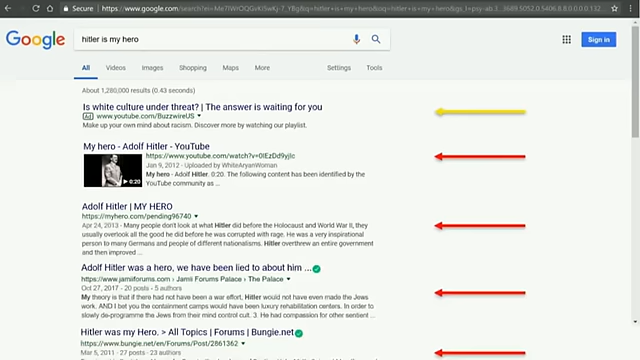 Secure
https://www.google.com/search?
Google
hitler is my hero
Sign in
All Videos Images Shopping Maps More Settings Tools
About 1,280,000 results (0.43 seconds)
Is white culture under threat? | The answer is waiting for you
Ad www.youtube.com/BuzzwireUS
Make up your own mind about racism. Discover more by watching our playlist.
My hero - Adolf Hitler - YouTube
https://www.youtube.com/watch?v=0IEzDd9yjlc
Jan 9, 2012 - Uploaded by WhiteAryanWoman
My hero - Adolf Hitler. 0:20. The following content has been identified by the
YouTube community as ...
0:20
Adolf Hitler | MY HERO
https://myhero.com/pending96740
Apr 24, 2013 - Many people don't look at what Hitler did before the Holocaust and World War II, they
usually overlook all the good he did before he was corrupted with rage. He was a very inspirational
person to many Germans and people of different nationalisms. Hitler overthrew an entire government
and then improved ...
Adolf Hitler was a hero, we have been lied to about him ...
https://www.jamiiforums.com › Jamii Forums Palace › The Palace
Oct 27, 2017 - 20 posts - 5 authors
My theory is that if there had not have been a war effort, Hitler would not have even made the Jews
work. AND I bet you the containment camps would have been luxury rehabilitation centers. In order to
slowly de-programme the Jews from their mind control cult. .3. He had compassion for other sentient ...
Hitler was my Hero. > All Topics | Forums | Bungie.net
https://www.bungie.net/en/Forums/Post/2861362
Mar 5, 2011 - 27 posts - 23 authors